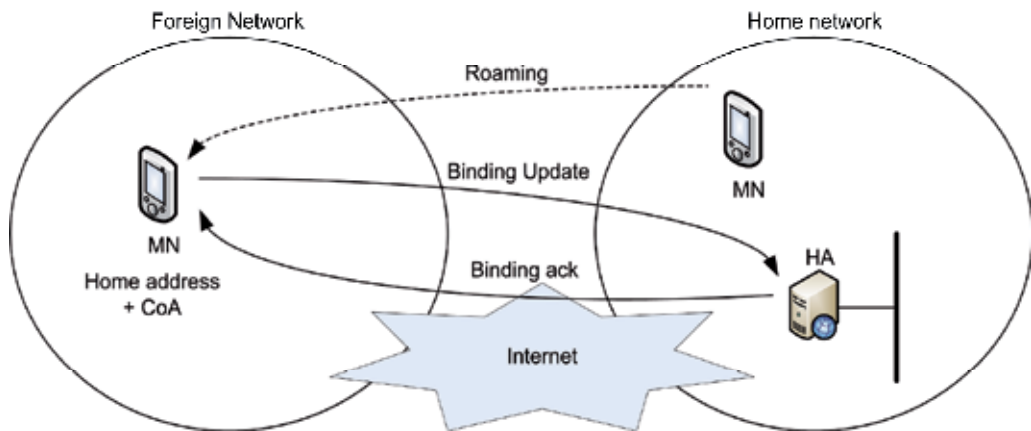 Foreign Network
Home network
Roaming
MN
Binding Update
MN
HA
Home address
+ CoA
Binding ack
Internet